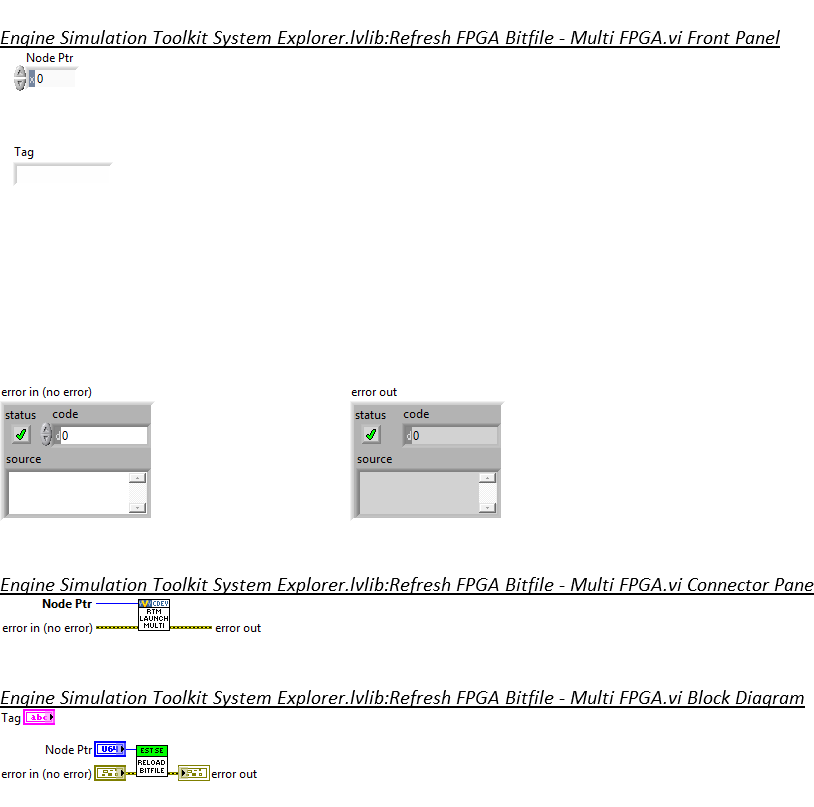 Engine Simulation Toolkit System Explorer.lvlib:Refresh FPGA Bitfile - Multi FPGA.vi Front Panel
Node Ptr
x 0
Tag
error in (no error) error out
status code status code
d 0 d 0
source source
Engine Simulation Toolkit System Explorer.lvlib:Refresh FPGA Bitfile - Multi FPGA.vi Connector Pane
Node Ptr
CDEV
RTM
LAUNCH
MULTI
error in (no error) error out
Engine Simulation Toolkit System Explorer.lvlib:Refresh FPGA Bitfile - Multi FPGA.vi Block Diagram
Tag abc
Node Ptr U64 EST SE
RELOAD
BITFILE
error in (no error) error out